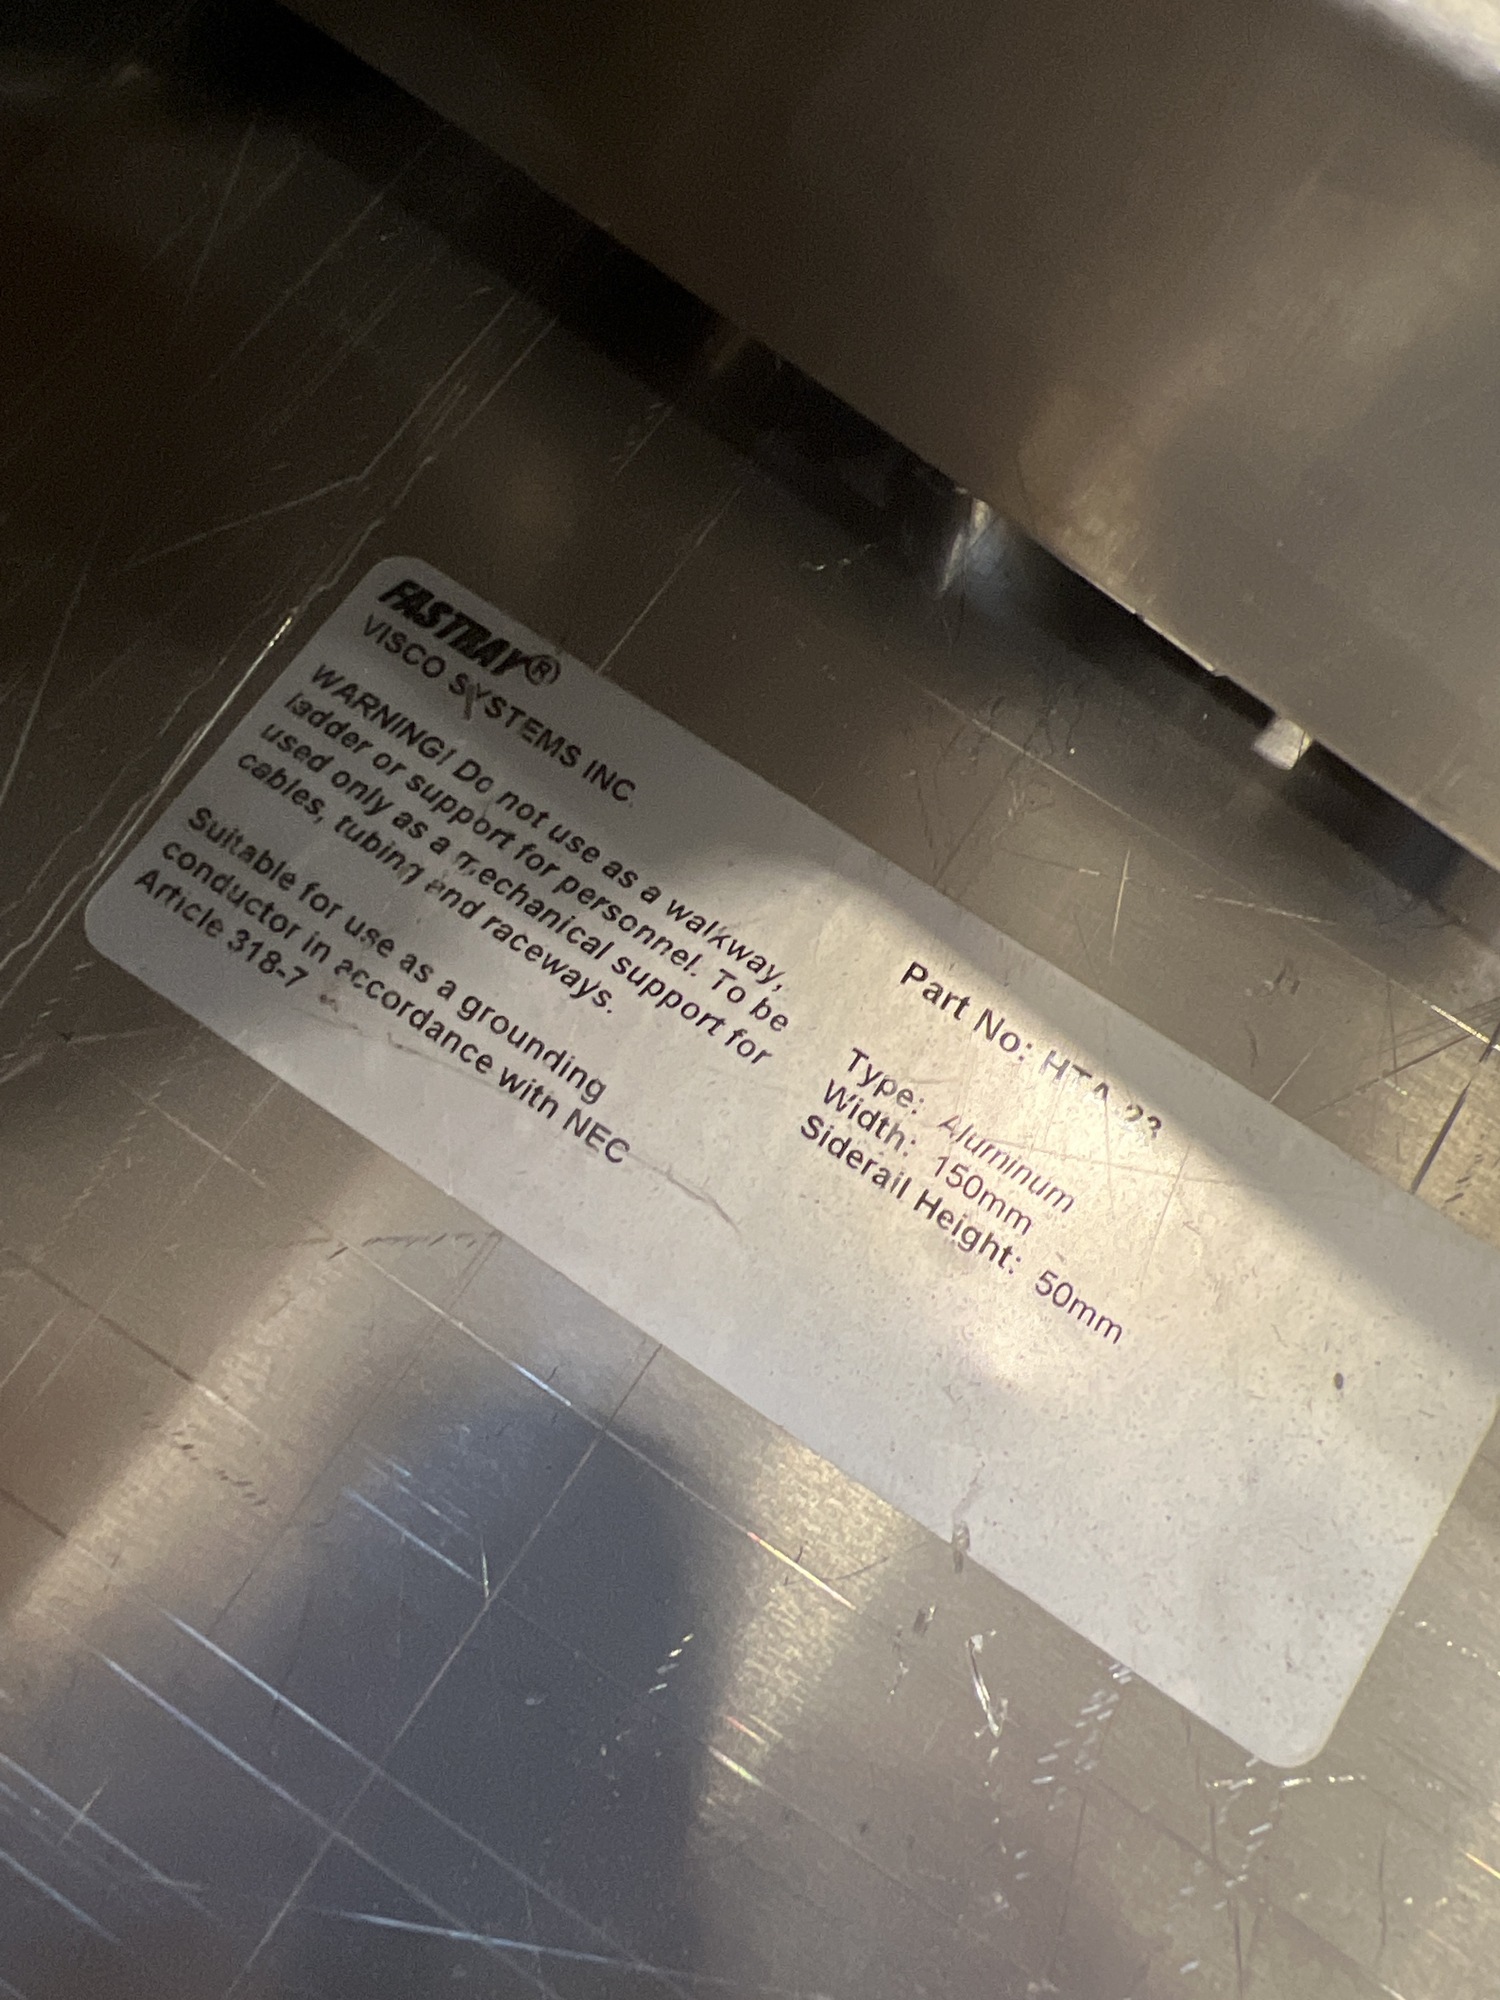 FASTRAY®
VISCO SYSTEMS INC.
WARNING! Do not use as a walkway,
ladder or support for personnel. To be
used only as a mechanical support for
cables, tubing and raceways.
Suitable for use as a grounding
conductor in accordance with NEC
Article 318-7
Part No: HTA-23
Type: Aluminum
Width: 150mm
Siderail Height: 50mm